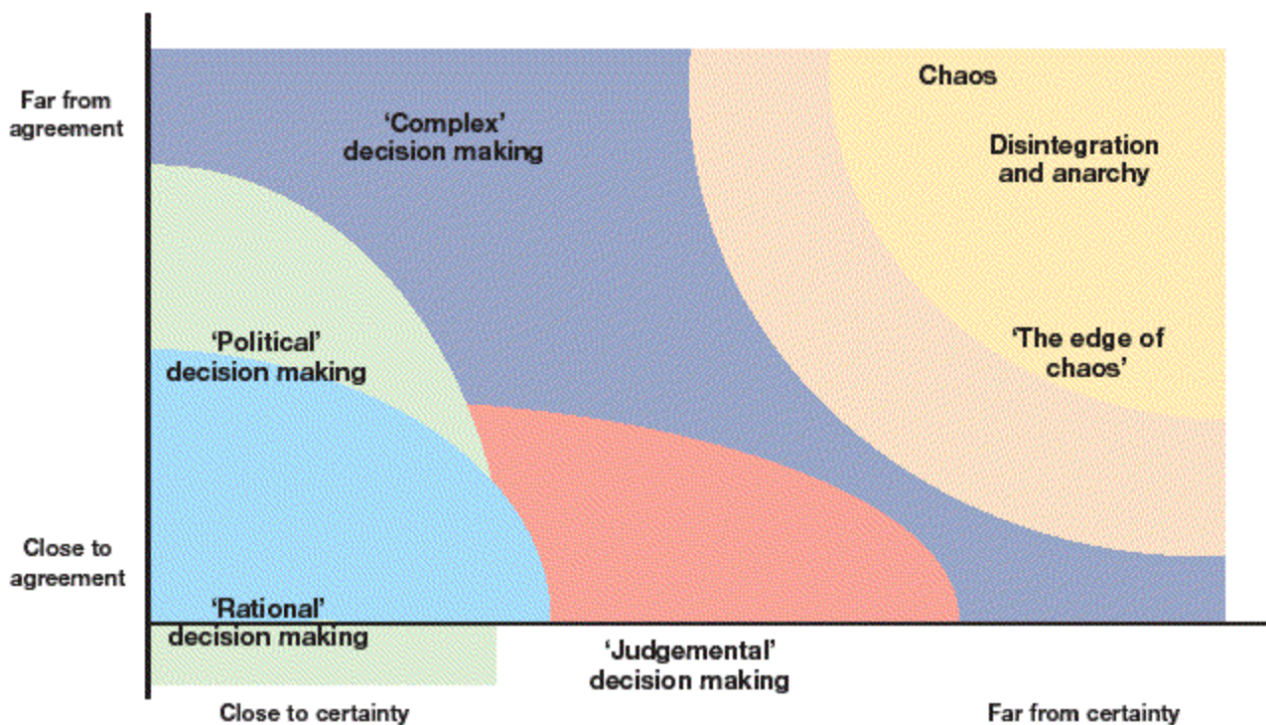 Chaos
Far from
agreement
'Complex'
decision making
Disintegration
and anarchy
'Political'
decision making
'The edge of
chaos'
Close to
agreement
'Rational'
decision making
'Judgemental'
decision making
Close to certainty
Far from certainty